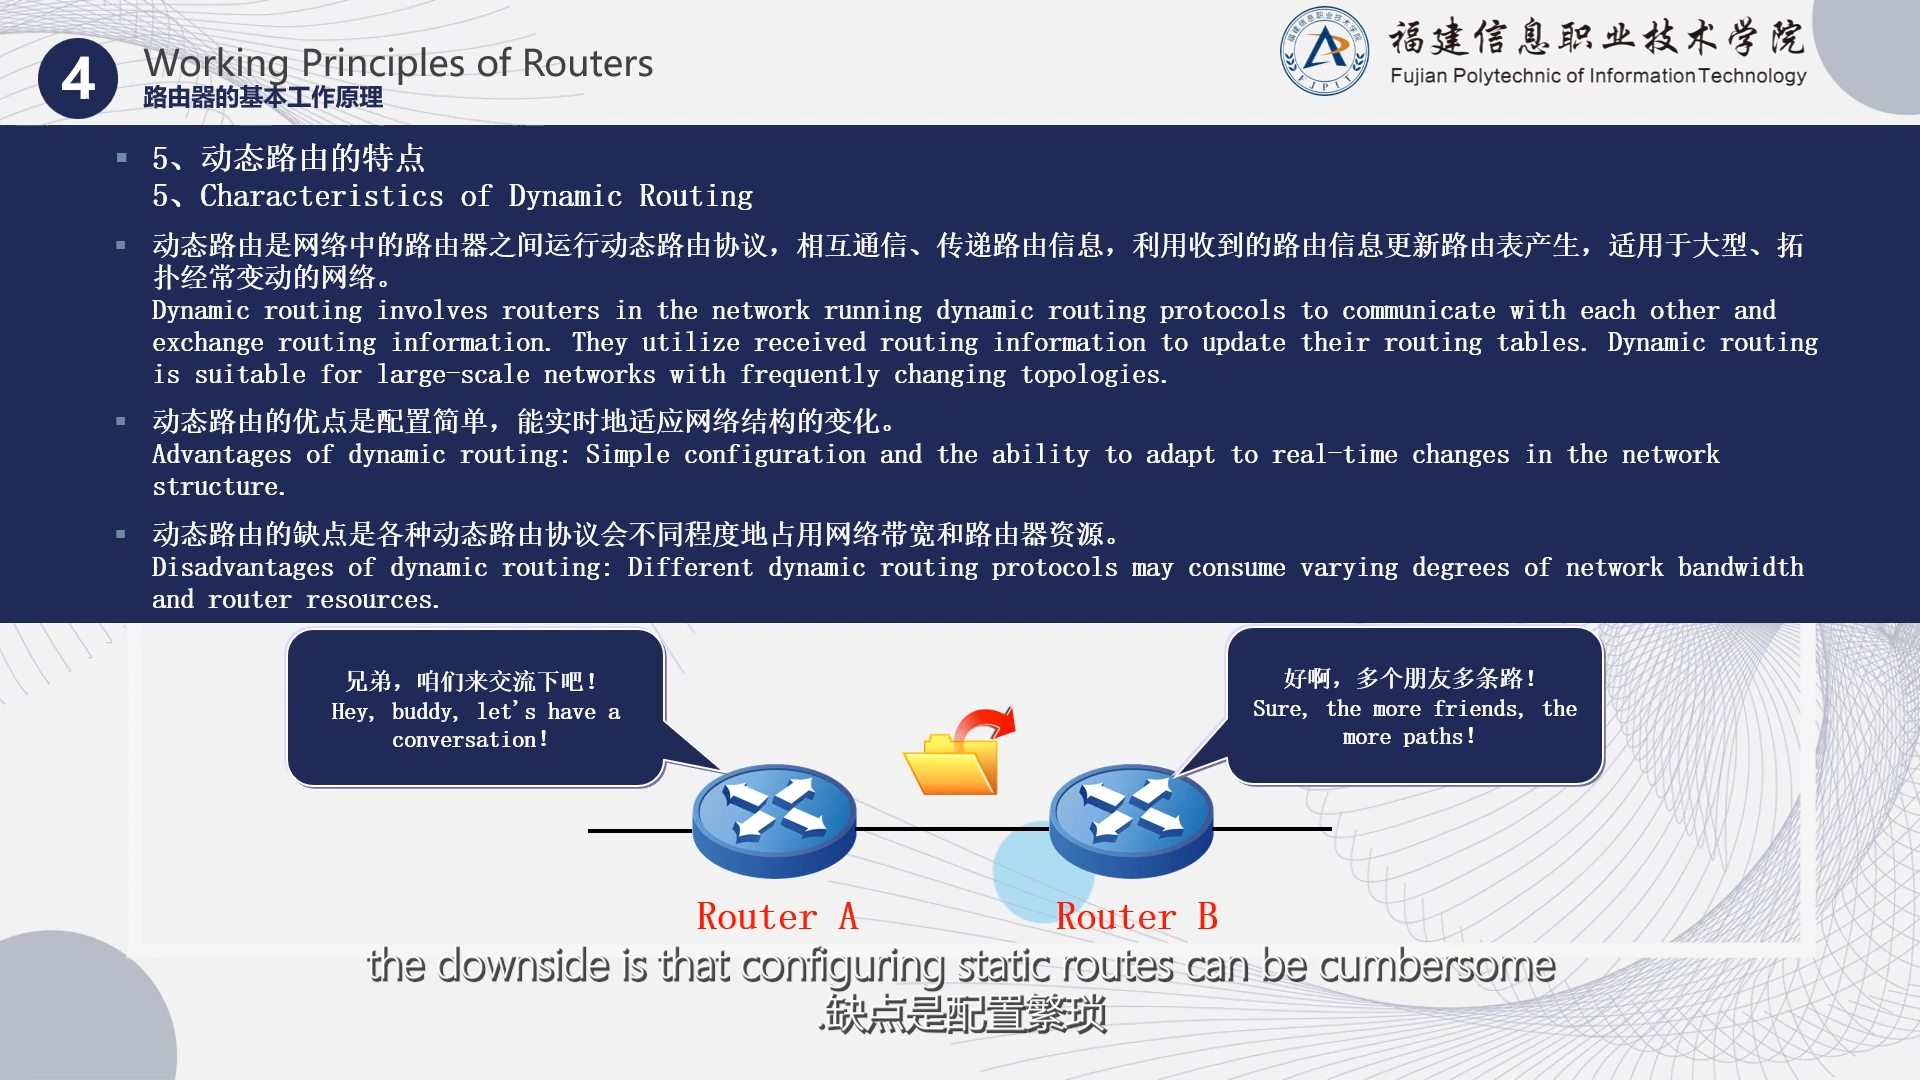 4
Working Principles of Routers
路由器的基本工作原理
福建信息职业技术学院
Fujian Polytechnic of Information Technology
FJPIT
5、动态路由的特点
5、Characteristics of Dynamic Routing
动态路由是网络中的路由器之间运行动态路由协议，相互通信、传递路由信息，利用收到的路由信息更新路由表产生，适用于大型、拓
扑经常变动的网络。
Dynamic routing involves routers in the network running dynamic routing protocols to communicate with each other and
exchange routing information. They utilize received routing information to update their routing tables. Dynamic routing
is suitable for large-scale networks with frequently changing topologies.
动态路由的优点是配置简单，能实时地适应网络结构的变化。
Advantages of dynamic routing: Simple configuration and the ability to adapt to real-time changes in the network
structure.
动态路由的缺点是各种动态路由协议会不同程度地占用网络带宽和路由器资源。
Disadvantages of dynamic routing: Different dynamic routing protocols may consume varying degrees of network bandwidth
and router resources.
兄弟，咱们来交流下吧！
Hey, buddy, let's have a
conversation!
好啊，多个朋友多条路！
Sure, the more friends, the
more paths!
Router A
Router B
the downside is that configuring static routes can be cumbersome
.缺点是配置繁琐